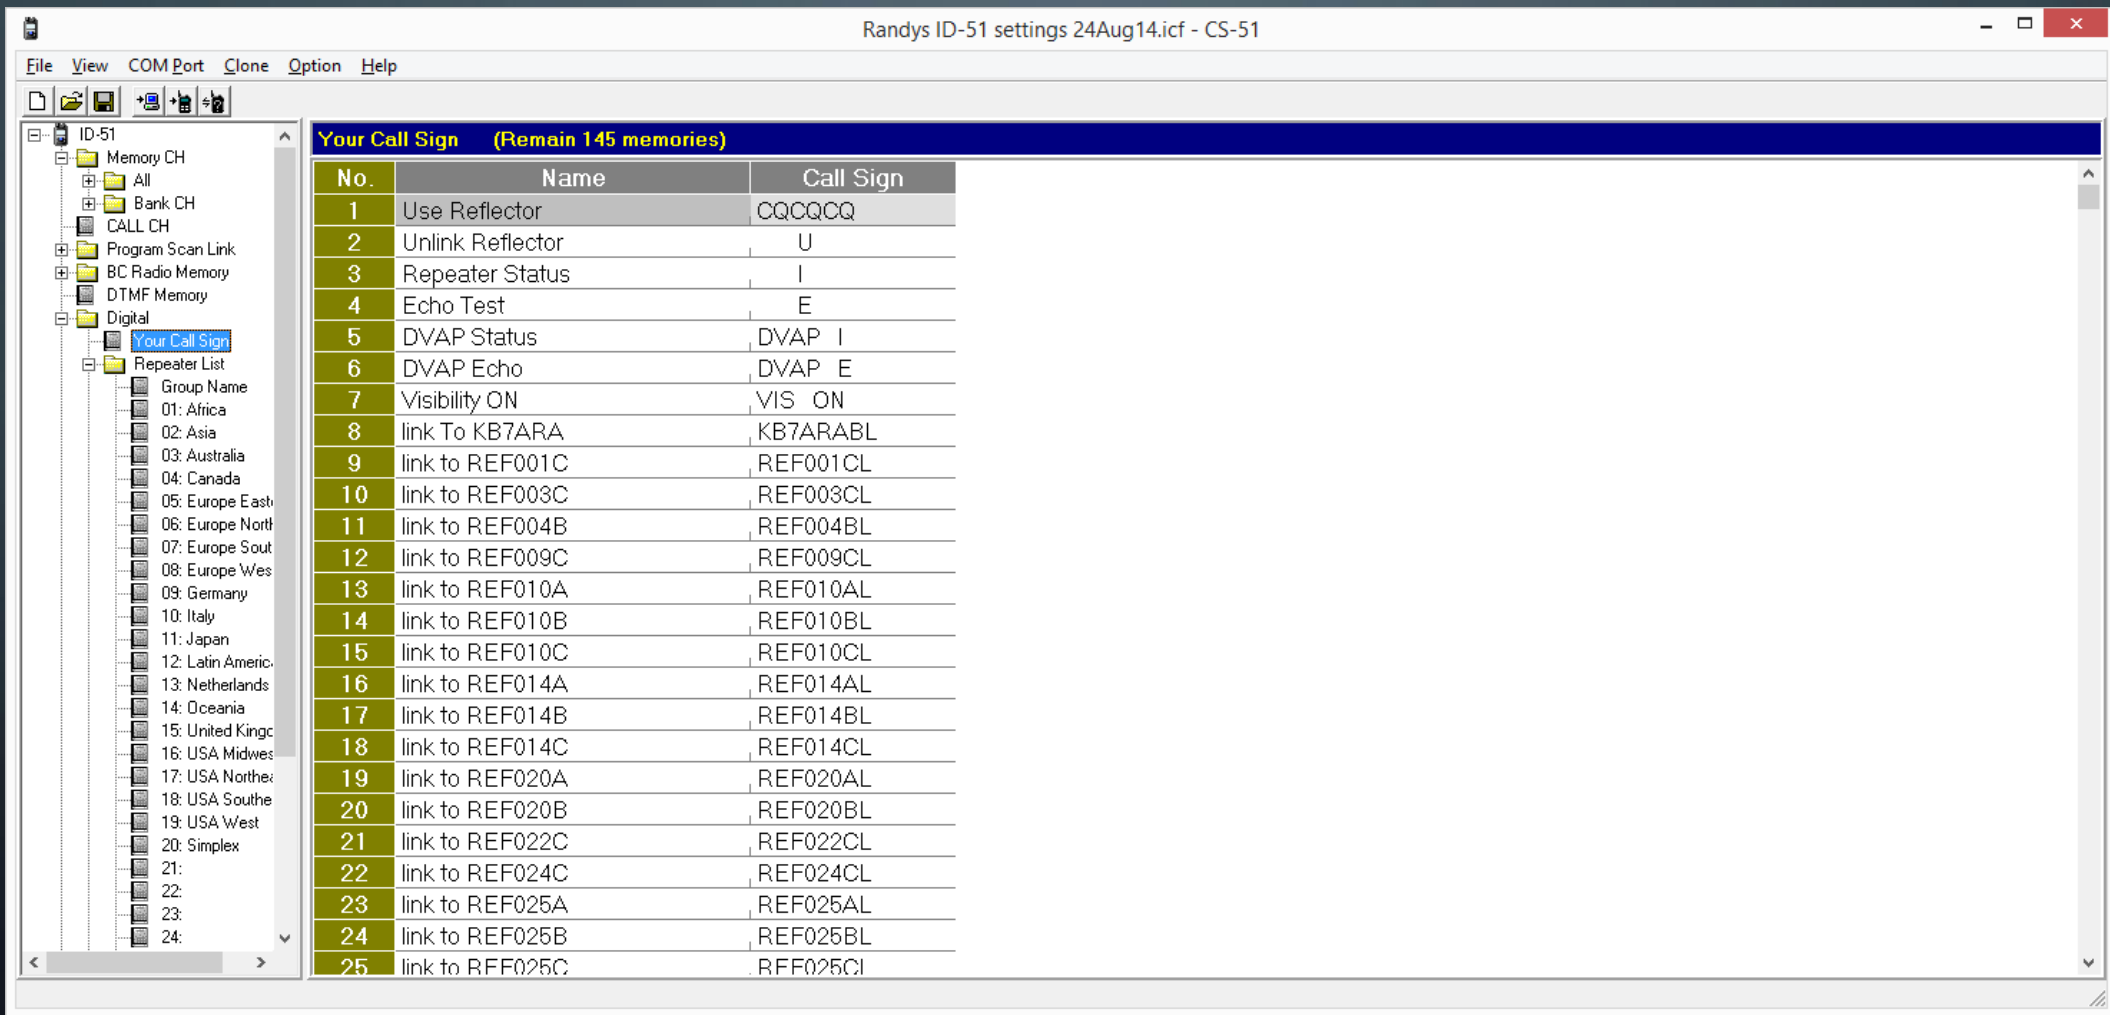 Randys ID-51 settings 24Aug14.icf - CS-51
File View COM Port Clone Option Help
ID-51
Memory CH
All
Bank CH
CALL CH
Program Scan Link
BC Radio Memory
DTMF Memory
Digital
Your Call Sign
Repeater List
Group Name
01: Africa
02: Asia
03: Australia
04: Canada
05: Europe East
06: Europe North
07: Europe Sout
08: Europe Wes
09: Germany
10: Italy
11: Japan
12: Latin Americ
13: Netherlands
14: Oceania
15: United Kingd
16: USA Midwes
17: USA Northea
18: USA Southe
19: USA West
20: Simplex
21:
22:
23:
24:
Your Call Sign (Remain 145 memories)
No. Name Call Sign
1 Use Reflector CQCQCQ
2 Unlink Reflector U
3 Repeater Status I
4 Echo Test E
5 DVAP Status DVAP I
6 DVAP Echo DVAP E
7 Visibility ON VIS ON
8 link To KB7ARA KB7ARABL
9 link to REF001C REF001CL
10 link to REF003C REF003CL
11 link to REF004B REF004BL
12 link to REF009C REF009CL
13 link to REF010A REF010AL
14 link to REF010B REF010BL
15 link to REF010C REF010CL
16 link to REF014A REF014AL
17 link to REF014B REF014BL
18 link to REF014C REF014CL
19 link to REF020A REF020AL
20 link to REF020B REF020BL
21 link to REF022C REF022CL
22 link to REF024C REF024CL
23 link to REF025A REF025AL
24 link to REF025B REF025BL
25 link to REF025C REF025CL